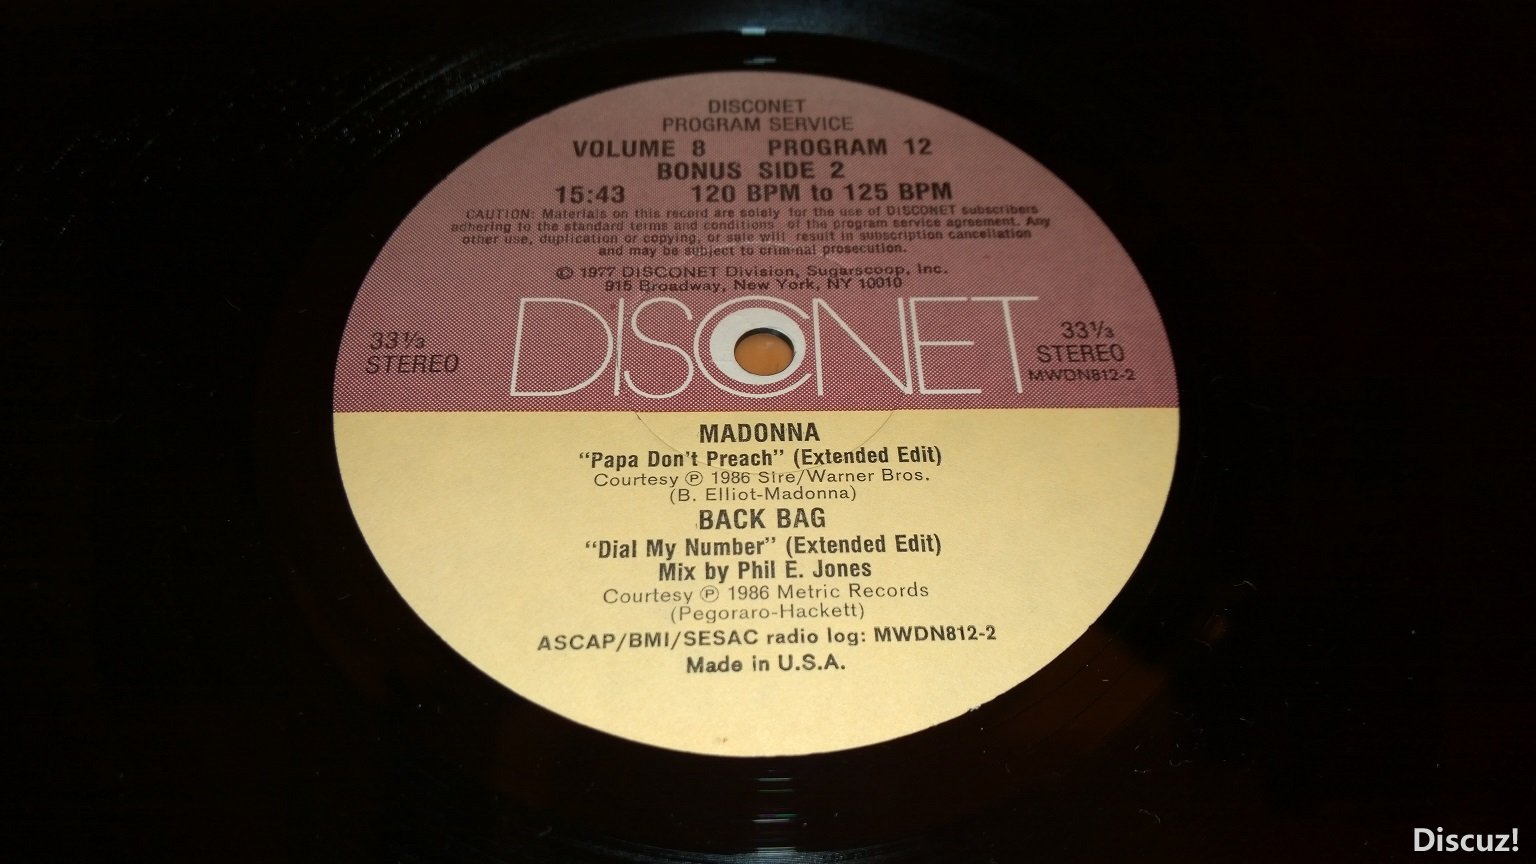 DISCONET
PROGRAM SERVICE
VOLUME 8 PROGRAM 12
BONUS SIDE 2
15:43 120 BPM to 125 BPM
CAUTION: Materials on this record are solely for the use of DISCONET subscribers
adhering to the standard terms and conditions of the program service agreement. Any
other use, duplication or copying, or sale will result in subscription cancellation
and may be subject to criminal prosecution.
© 1977 DISCONET Division, Sugarscoop, Inc.
915 Broadway, New York, NY 10010
DISCONET
33⅓
STEREO
33⅓
STEREO
MWDN812-2
MADONNA
“Papa Don't Preach” (Extended Edit)
Courtesy ℗ 1986 Sire/Warner Bros.
(B. Elliot-Madonna)
BACK BAG
“Dial My Number” (Extended Edit)
Mix by Phil E. Jones
Courtesy ℗ 1986 Metric Records
(Pegoraro-Hackett)
ASCAP/BMI/SESAC radio log: MWDN812-2
Made in U.S.A.
Discuz!